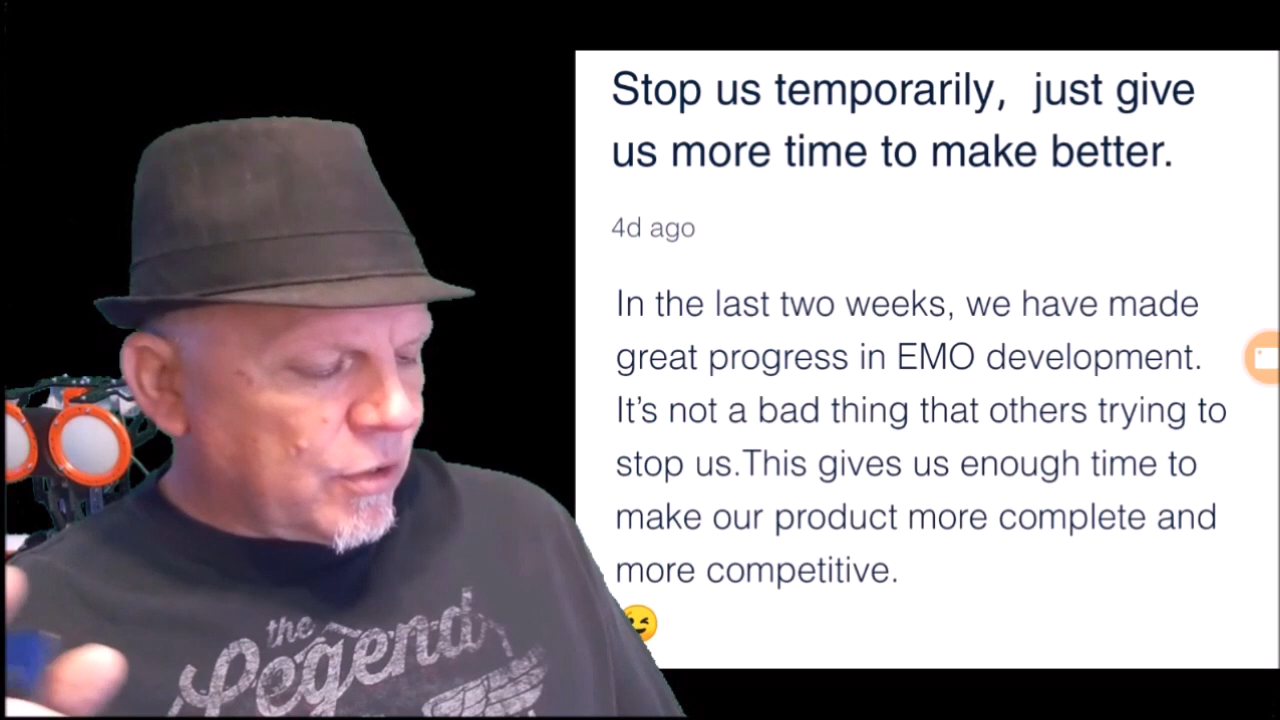 Stop us temporarily, just give
us more time to make better.
4d ago
In the last two weeks, we have made
great progress in EMO development.
It’s not a bad thing that others trying to
stop us.This gives us enough time to
make our product more complete and
more competitive.
😉
the
Legend